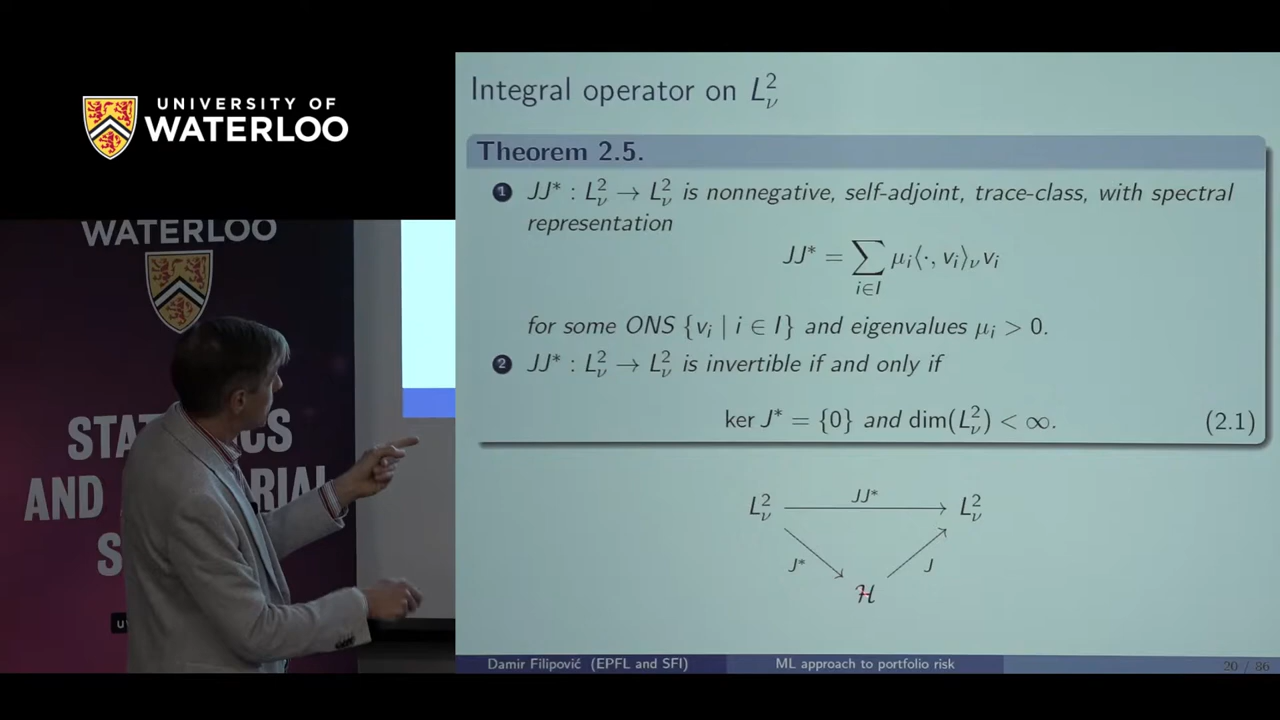 UNIVERSITY OF
WATERLOO
WATERLOO
Integral operator on L²_ν
Theorem 2.5.
1 JJ* : L²_ν → L²_ν is nonnegative, self-adjoint, trace-class, with spectral
representation
JJ* = ∑_{i∈I} μ_i⟨·, v_i⟩_ν v_i
for some ONS {v_i | i ∈ I} and eigenvalues μ_i > 0.
2 JJ* : L²_ν → L²_ν is invertible if and only if
ker J* = {0} and dim(L²_ν) < ∞. (2.1)
L²_ν JJ* L²_ν
J* J
ℋ
Damir Filipović (EPFL and SFI) ML approach to portfolio risk 20 / 86